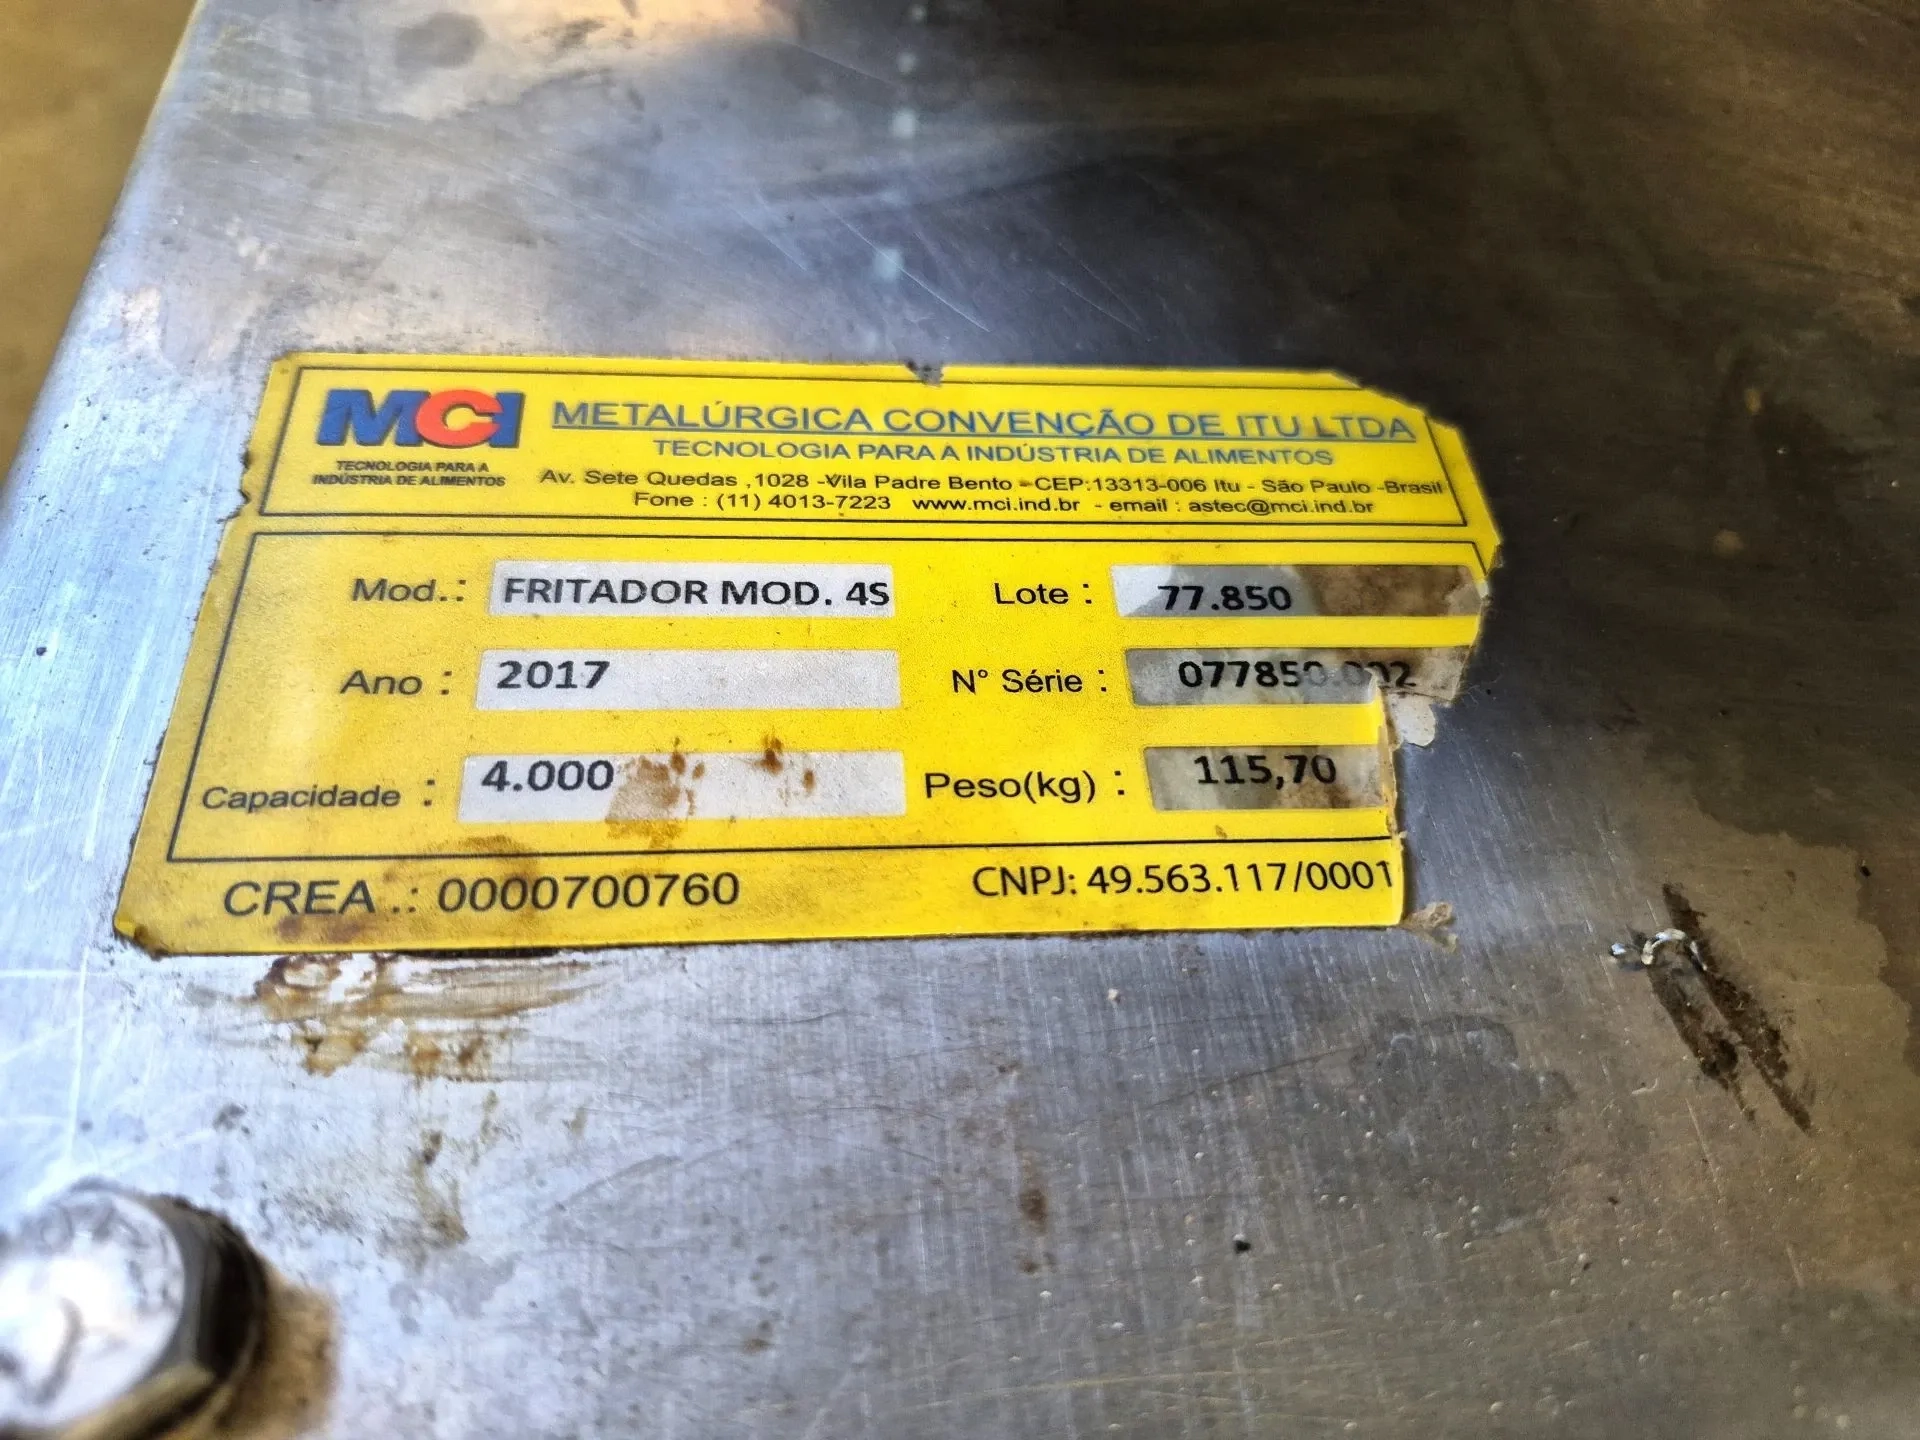 MCI
TECNOLOGIA PARA A
INDÚSTRIA DE ALIMENTOS
METALÚRGICA CONVENÇÃO DE ITU LTDA
TECNOLOGIA PARA A INDÚSTRIA DE ALIMENTOS
Av. Sete Quedas ,1028 -Vila Padre Bento -CEP:13313-006 Itu - São Paulo -Brasil
Fone : (11) 4013-7223 www.mci.ind.br - email : astec@mci.ind.br
Mod.: FRITADOR MOD. 4S Lote : 77.850
Ano : 2017 N° Série : 077850.002
Capacidade : 4.000 Peso(kg) : 115,70
CREA .: 0000700760 CNPJ: 49.563.117/0001